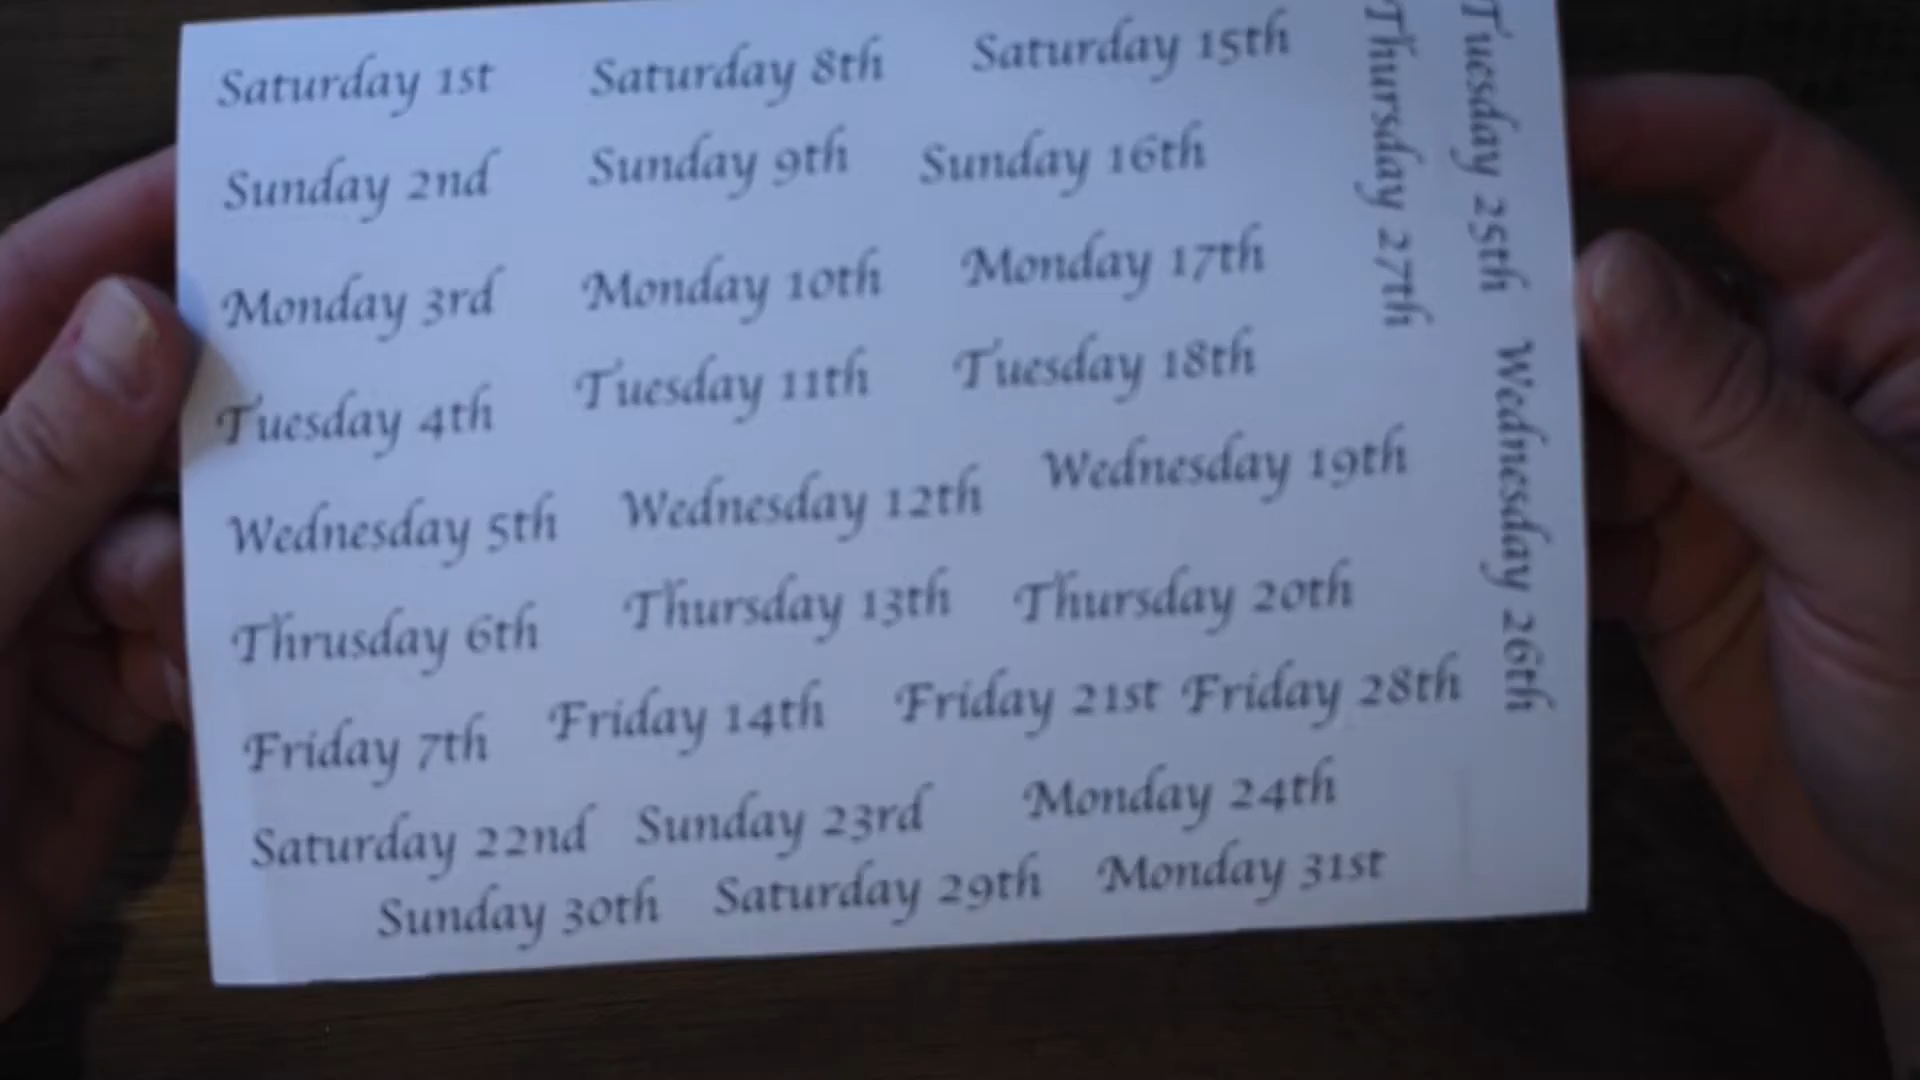 Saturday 1st Saturday 8th Saturday 15th
Sunday 2nd Sunday 9th Sunday 16th
Monday 3rd Monday 10th Monday 17th
Tuesday 4th Tuesday 11th Tuesday 18th
Wednesday 5th Wednesday 12th Wednesday 19th
Thrusday 6th Thursday 13th Thursday 20th
Friday 7th Friday 14th Friday 21st Friday 28th
Saturday 22nd Sunday 23rd Monday 24th
Sunday 30th Saturday 29th Monday 31st
Thursday 27th
Tuesday 25th Wednesday 26th